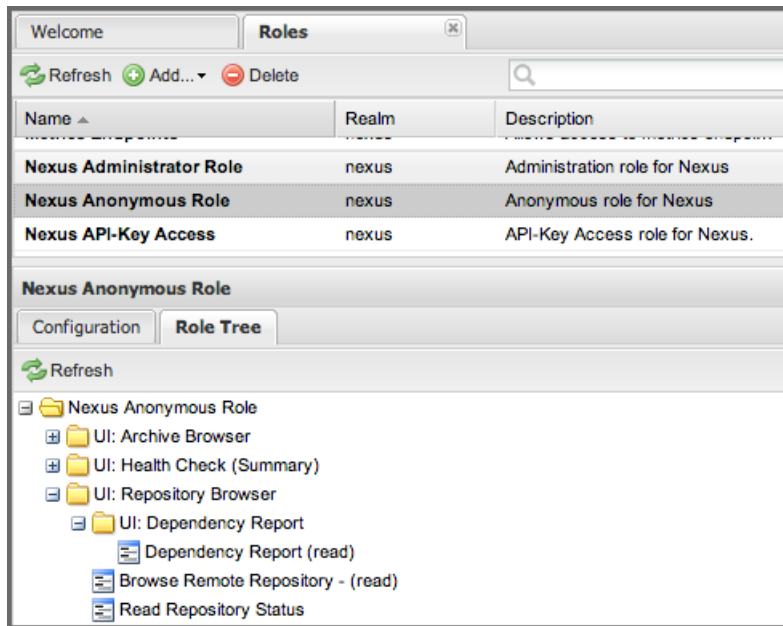 Welcome Roles
Refresh Add... Delete
Name Realm Description
Nexus Administrator Role nexus Administration role for Nexus
Nexus Anonymous Role nexus Anonymous role for Nexus
Nexus API-Key Access nexus API-Key Access role for Nexus.
Nexus Anonymous Role
Configuration Role Tree
Refresh
Nexus Anonymous Role
UI: Archive Browser
UI: Health Check (Summary)
UI: Repository Browser
UI: Dependency Report
Dependency Report (read)
Browse Remote Repository - (read)
Read Repository Status